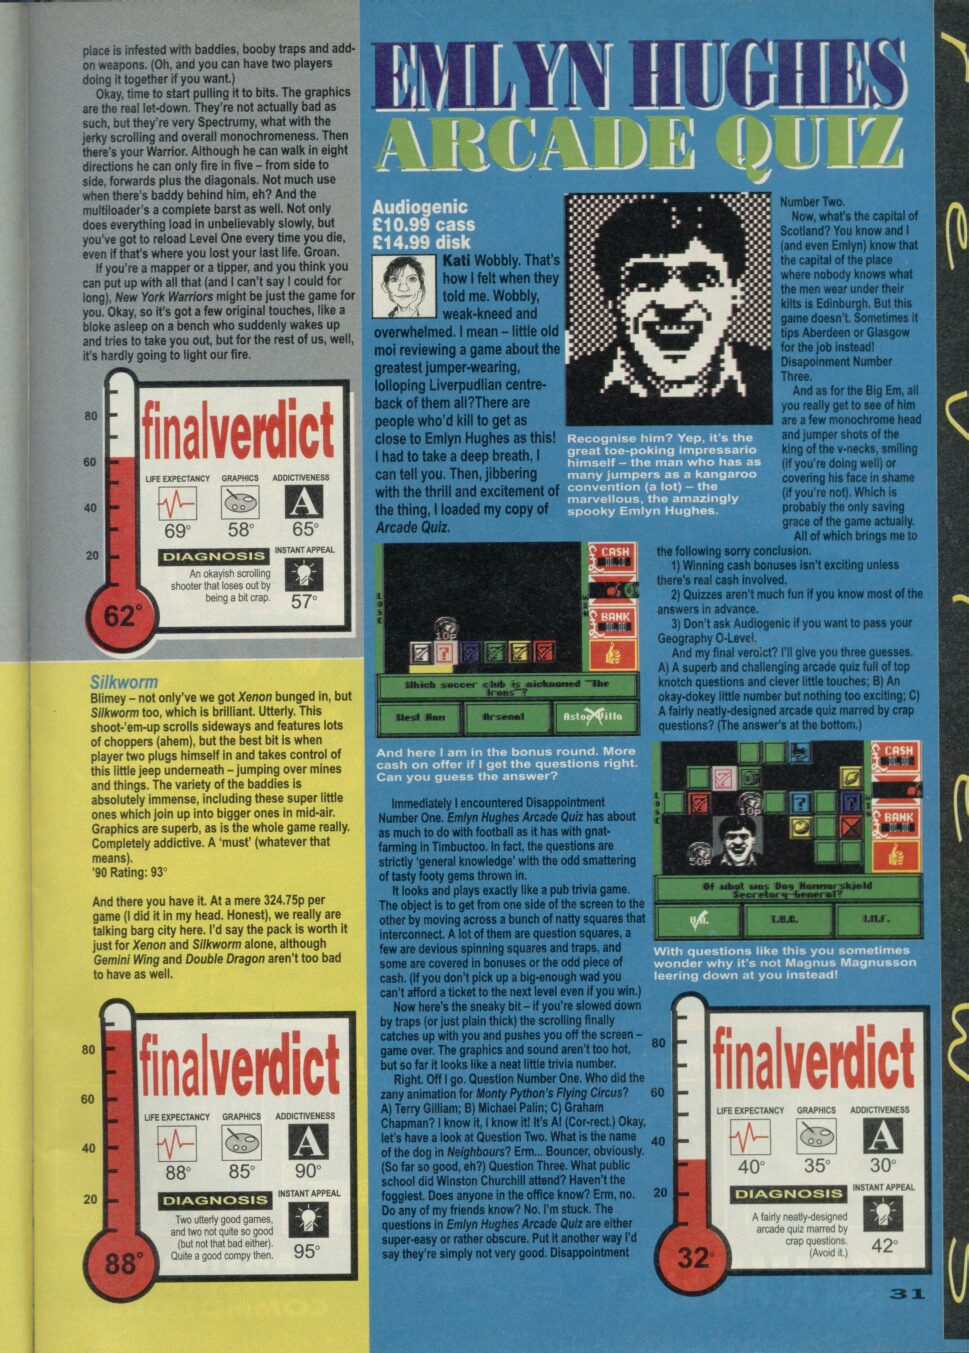 place is infested with baddies, booby traps and add-
on weapons. (Oh, and you can have two players
doing it together if you want.)
Okay, time to start pulling it to bits. The graphics
are the real let-down. They're not actually bad as
such, but they're very Spectrumy, what with the
jerky scrolling and overall monochromeness. Then
there's your Warrior. Although he can walk in eight
directions he can only fire in five – from side to
side, forwards plus the diagonals. Not much use
when there's baddy behind him, eh? And the
multiloader's a complete barst as well. Not only
does everything load in unbelievably slowly, but
you've got to reload Level One every time you die,
even if that's where you lost your last life. Groan.
If you're a mapper or a tipper, and you think you
can put up with all that (and I can't say I could for
long), New York Warriors might be just the game for
you. Okay, so it's got a few original touches, like a
bloke asleep on a bench who suddenly wakes up
and tries to take you out, but for the rest of us, well,
it's hardly going to light our fire.
80
60
40
20
62°
finalverdict
LIFE EXPECTANCY GRAPHICS ADDICTIVENESS
A
69° 58° 65°
DIAGNOSIS
INSTANT APPEAL
An okayish scrolling
shooter that loses out by
being a bit crap.
57°
Silkworm
Blimey – not only've we got Xenon bunged in, but
Silkworm too, which is brilliant. Utterly. This
shoot-'em-up scrolls sideways and features lots
of choppers (ahem), but the best bit is when
player two plugs himself in and takes control of
this little jeep underneath – jumping over mines
and things. The variety of the baddies is
absolutely immense, including these super little
ones which join up into bigger ones in mid-air.
Graphics are superb, as is the whole game really.
Completely addictive. A 'must' (whatever that
means).
'90 Rating: 93°
And there you have it. At a mere 324.75p per
game (I did it in my head. Honest), we really are
talking barg city here. I'd say the pack is worth it
just for Xenon and Silkworm alone, although
Gemini Wing and Double Dragon aren't too bad
to have as well.
80
60
40
20
88°
finalverdict
LIFE EXPECTANCY GRAPHICS ADDICTIVENESS
A
88° 85° 90°
DIAGNOSIS
INSTANT APPEAL
Two utterly good games,
and two not quite so good
(but not that bad either).
Quite a good compy then.
95°
EMLYN HUGHES
ARCADE QUIZ
Audiogenic
£10.99 cass
£14.99 disk
Kati Wobbly. That's
how I felt when they
told me. Wobbly,
weak-kneed and
overwhelmed. I mean – little old
moi reviewing a game about the
greatest jumper-wearing,
lolloping Liverpudlian centre-
back of them all?There are
people who'd kill to get as
close to Emlyn Hughes as this!
I had to take a deep breath, I
can tell you. Then, jibbering
with the thrill and excitement of
the thing, I loaded my copy of
Arcade Quiz.
Recognise him? Yep, it's the
great toe-poking impressario
himself – the man who has as
many jumpers as a kangaroo
convention (a lot) – the
marvellous, the amazingly
spooky Emlyn Hughes.
LOSE
WIN
CASH
BANK
10p
Which soccer club is nicknamed "The
Irons"?
West Ham
Arsenal
Aston Villa
And here I am in the bonus round. More
cash on offer if I get the questions right.
Can you guess the answer?
Immediately I encountered Disappointment
Number One. Emlyn Hughes Arcade Quiz has about
as much to do with football as it has with gnat-
farming in Timbuctoo. In fact, the questions are
strictly 'general knowledge' with the odd smattering
of tasty footy gems thrown in.
It looks and plays exactly like a pub trivia game.
The object is to get from one side of the screen to the
other by moving across a bunch of natty squares that
interconnect. A lot of them are question squares, a
few are devious spinning squares and traps, and
some are covered in bonuses or the odd piece of
cash. (If you don't pick up a big-enough wad you
can't afford a ticket to the next level even if you win.)
Now here's the sneaky bit – if you're slowed down
by traps (or just plain thick) the scrolling finally
catches up with you and pushes you off the screen –
game over. The graphics and sound aren't too hot,
but so far it looks like a neat little trivia number.
Right. Off I go. Question Number One. Who did the
zany animation for Monty Python's Flying Circus?
A) Terry Gilliam; B) Michael Palin; C) Graham
Chapman? I know it, I know it! It's A! (Cor-rect.) Okay,
let's have a look at Question Two. What is the name
of the dog in Neighbours? Erm... Bouncer, obviously.
(So far so good, eh?) Question Three. What public
school did Winston Churchill attend? Haven't the
foggiest. Does anyone in the office know? Erm, no.
Do any of my friends know? No. I'm stuck. The
questions in Emlyn Hughes Arcade Quiz are either
super-easy or rather obscure. Put it another way I'd
say they're simply not very good. Disappointment
Number Two.
Now, what's the capital of
Scotland? You know and I
(and even Emlyn) know that
the capital of the place
where nobody knows what
the men wear under their
kilts is Edinburgh. But this
game doesn't. Sometimes it
tips Aberdeen or Glasgow
for the job instead!
Disapoinment Number
Three.
And as for the Big Em, all
you really get to see of him
are a few monochrome head
and jumper shots of the
king of the v-necks, smiling
(if you're doing well) or
covering his face in shame
(if you're not). Which is
probably the only saving
grace of the game actually.
All of which brings me to
the following sorry conclusion.
1) Winning cash bonuses isn't exciting unless
there's real cash involved.
2) Quizzes aren't much fun if you know most of the
answers in advance.
3) Don't ask Audiogenic if you want to pass your
Geography O-Level.
And my final verdict? I'll give you three guesses.
A) A superb and challenging arcade quiz full of top
knotch questions and clever little touches; B) An
okay-dokey little number but nothing too exciting; C)
A fairly neatly-designed arcade quiz marred by crap
questions? (The answer's at the bottom.)
LOSE
WIN
CASH
BANK
10p
50p
Of what was Dag Hammarskjold
Secretary-General?
U.N.
I.M.F.
With questions like this you sometimes
wonder why it's not Magnus Magnusson
leering down at you instead!
80
60
40
20
32°
finalverdict
LIFE EXPECTANCY GRAPHICS ADDICTIVENESS
A
40° 35° 30°
DIAGNOSIS
INSTANT APPEAL
A fairly neatly-designed
arcade quiz marred by
crap questions.
(Avoid it.)
42°
31